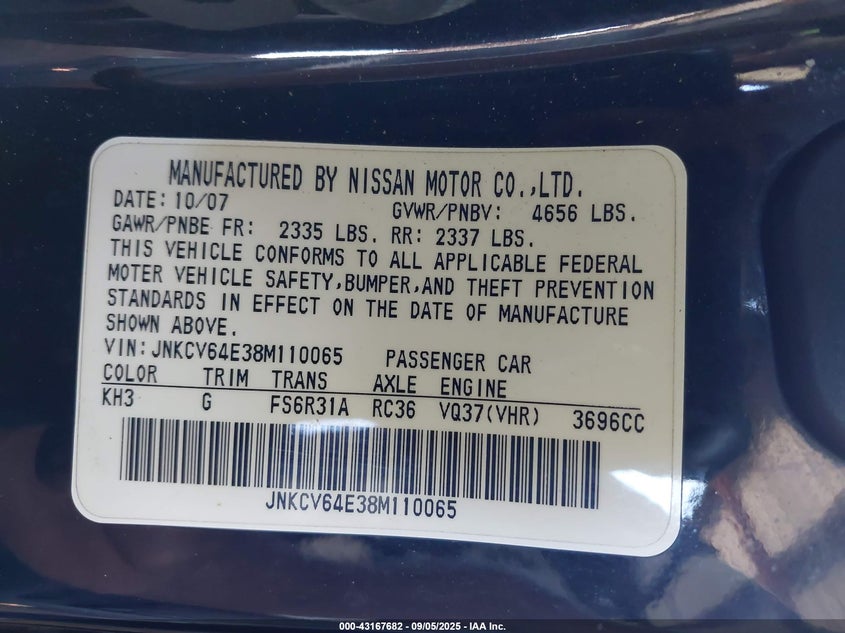 MANUFACTURED BY NISSAN MOTOR CO.,LTD.
DATE: 10/07 GVWR/PNBV: 4656 LBS.
GAWR/PNBE FR: 2335 LBS. RR: 2337 LBS.
THIS VEHICLE CONFORMS TO ALL APPLICABLE FEDERAL
MOTER VEHICLE SAFETY,BUMPER,AND THEFT PREVENTION
STANDARDS IN EFFECT ON THE DATE OF MANUFACTURE
SHOWN ABOVE.
VIN: JNKCV64E38M110065 PASSENGER CAR
COLOR TRIM TRANS AXLE ENGINE
KH3 G FS6R31A RC36 VQ37(VHR) 3696CC
JNKCV64E38M110065
000-43167682 - 09/05/2025 - IAA Inc.